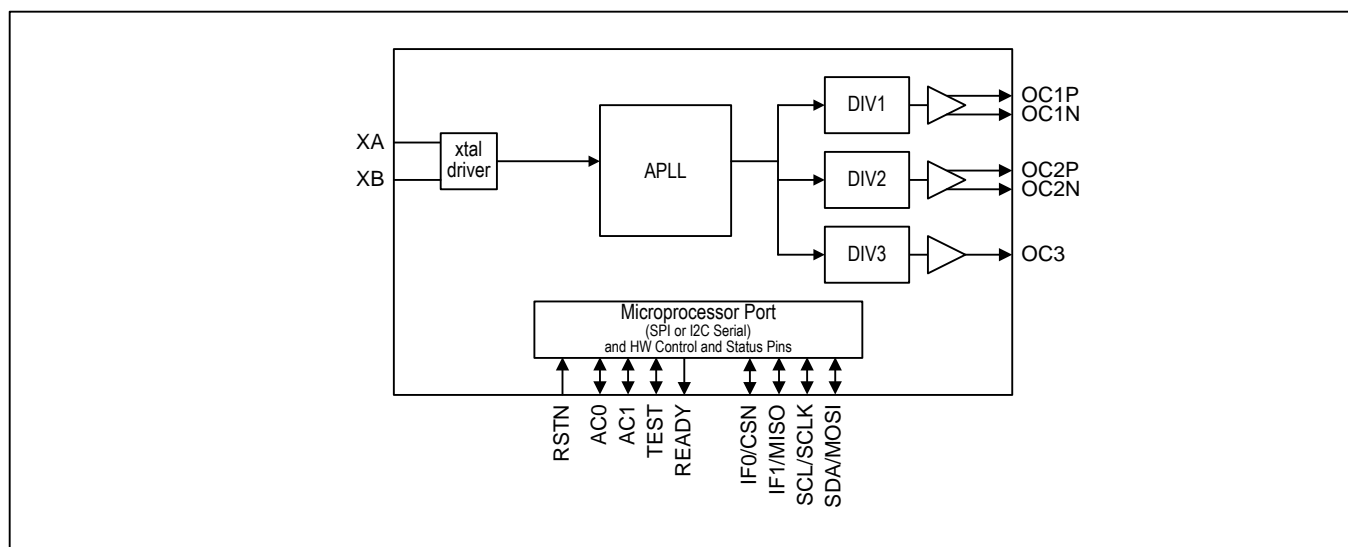 XA
XB
xtal
driver
APLL
DIV1
DIV2
DIV3
OC1P
OC1N
OC2P
OC2N
OC3
Microprocessor Port
(SPI or I2C Serial)
and HW Control and Status Pins
RSTN
AC0
AC1
TEST
READY
IF0/CSN
IF1/MISO
SCL/SCLK
SDA/MOSI